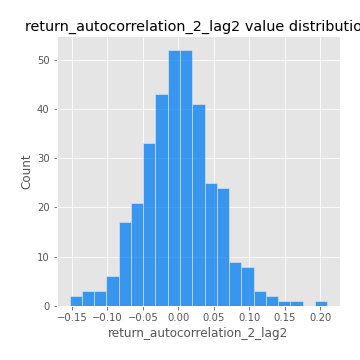 return_autocorrelation_2_lag2 value distributio
50
40
30
20
10
0
Count
−0.15 −0.10 −0.05 0.00 0.05 0.10 0.15 0.20
return_autocorrelation_2_lag2